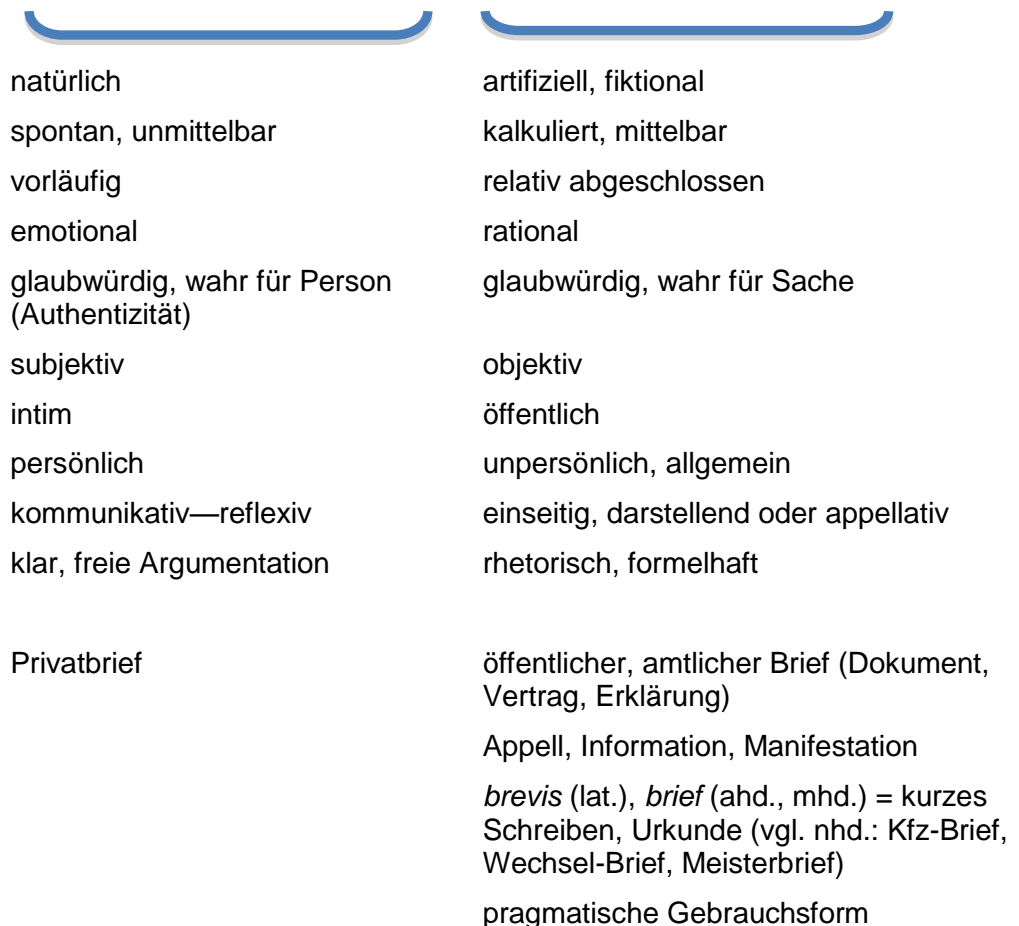 natürlich
artifiziell, fiktional
spontan, unmittelbar
kalkuliert, mittelbar
vorläufig
relativ abgeschlossen
emotional
rational
glaubwürdig, wahr für Person
(Authentizität)
glaubwürdig, wahr für Sache
subjektiv
objektiv
intim
öffentlich
persönlich
unpersönlich, allgemein
kommunikativ—reflexiv
einseitig, darstellend oder appellativ
klar, freie Argumentation
rhetorisch, formelhaft
Privatbrief
öffentlicher, amtlicher Brief (Dokument,
Vertrag, Erklärung)
Appell, Information, Manifestation
brevis (lat.), brief (ahd., mhd.) = kurzes
Schreiben, Urkunde (vgl. nhd.: Kfz-Brief,
Wechsel-Brief, Meisterbrief)
pragmatische Gebrauchsform